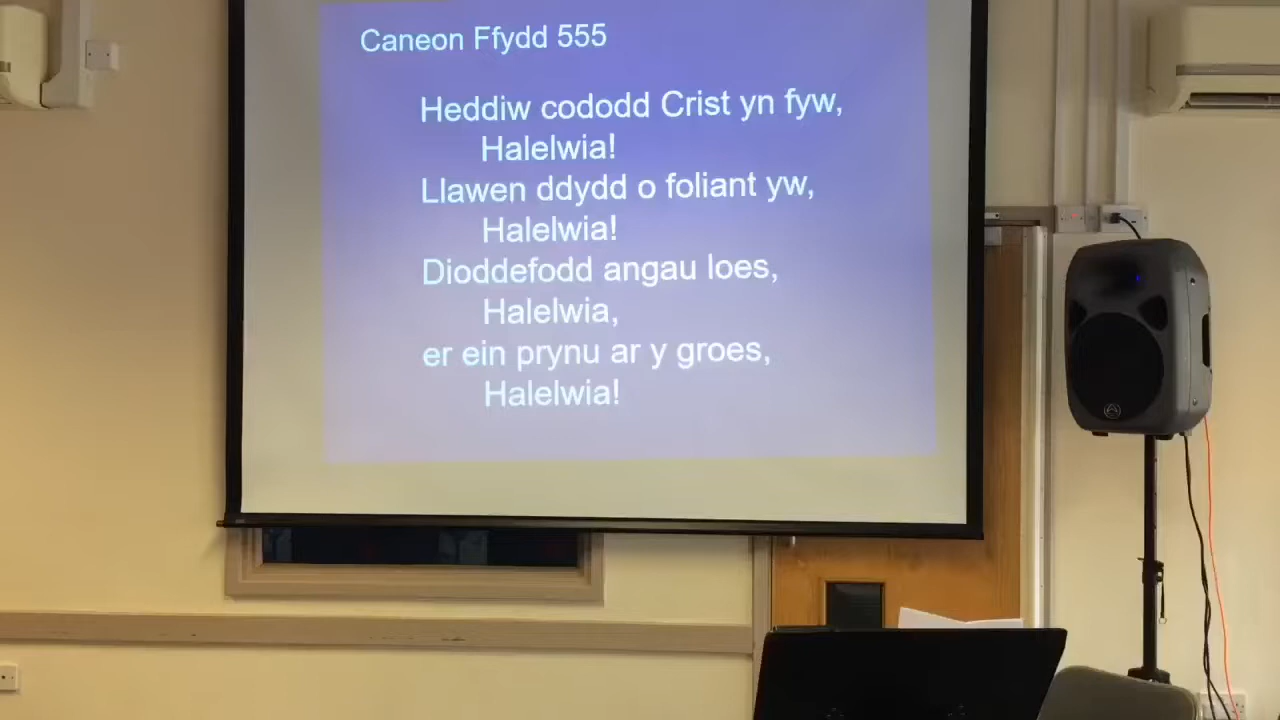 Caneon Ffydd 555
Heddiw cododd Crist yn fyw,
Halelwia!
Llawen ddydd o foliant yw,
Halelwia!
Dioddefodd angau loes,
Halelwia,
er ein prynu ar y groes,
Halelwia!